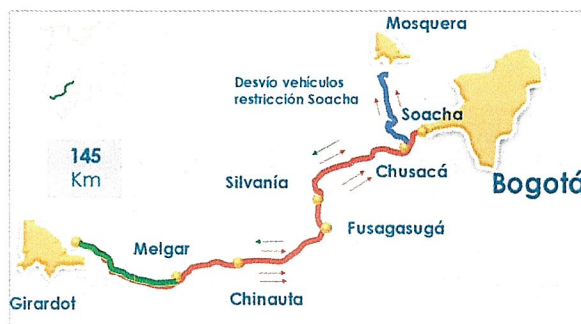 Mosquera
Desvío vehículos
restricción Soacha
Soacha
145
Km
Chusacá
Silvanía
Bogotá
Fusagasugá
Melgar
Chinauta
Girardot